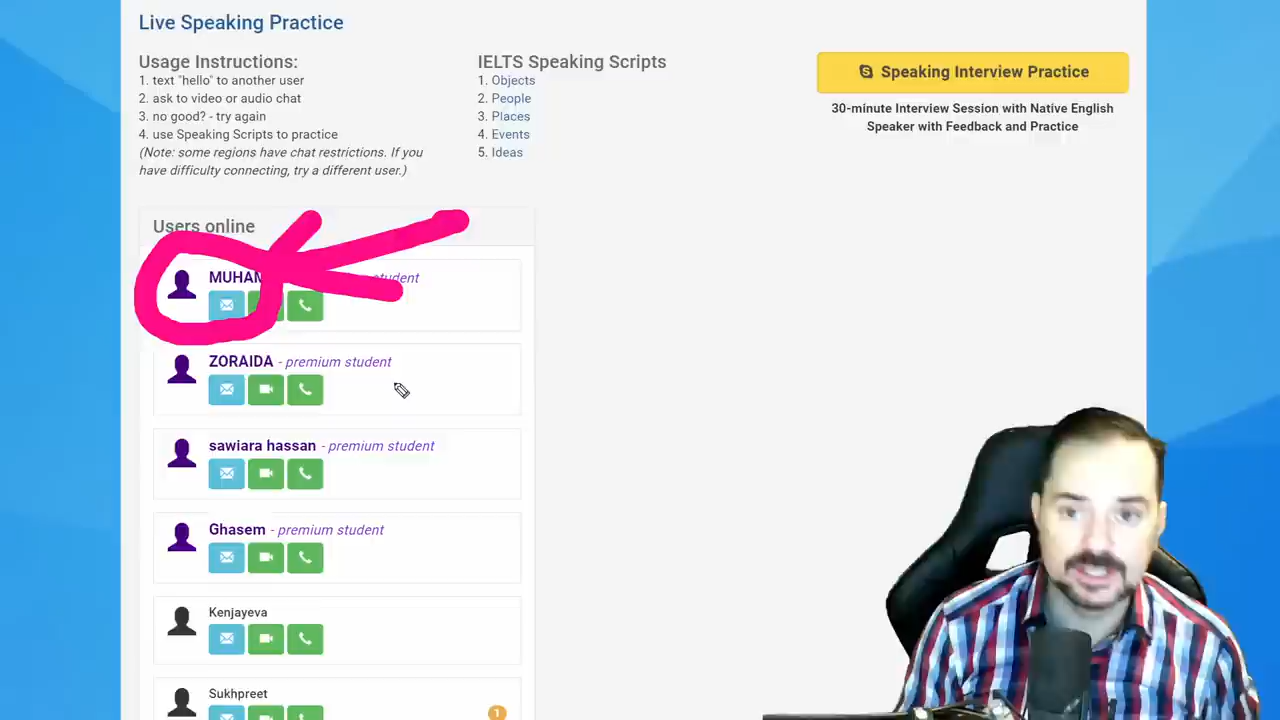 Live Speaking Practice
Usage Instructions:
1. text "hello" to another user
2. ask to video or audio chat
3. no good? - try again
4. use Speaking Scripts to practice
(Note: some regions have chat restrictions. If you
have difficulty connecting, try a different user.)
IELTS Speaking Scripts
1. Objects
2. People
3. Places
4. Events
5. Ideas
Speaking Interview Practice
30-minute Interview Session with Native English
Speaker with Feedback and Practice
Users online
student
ZORAIDA - premium student
sawiara hassan - premium student
Ghasem - premium student
Kenjayeva
Sukhpreet
1